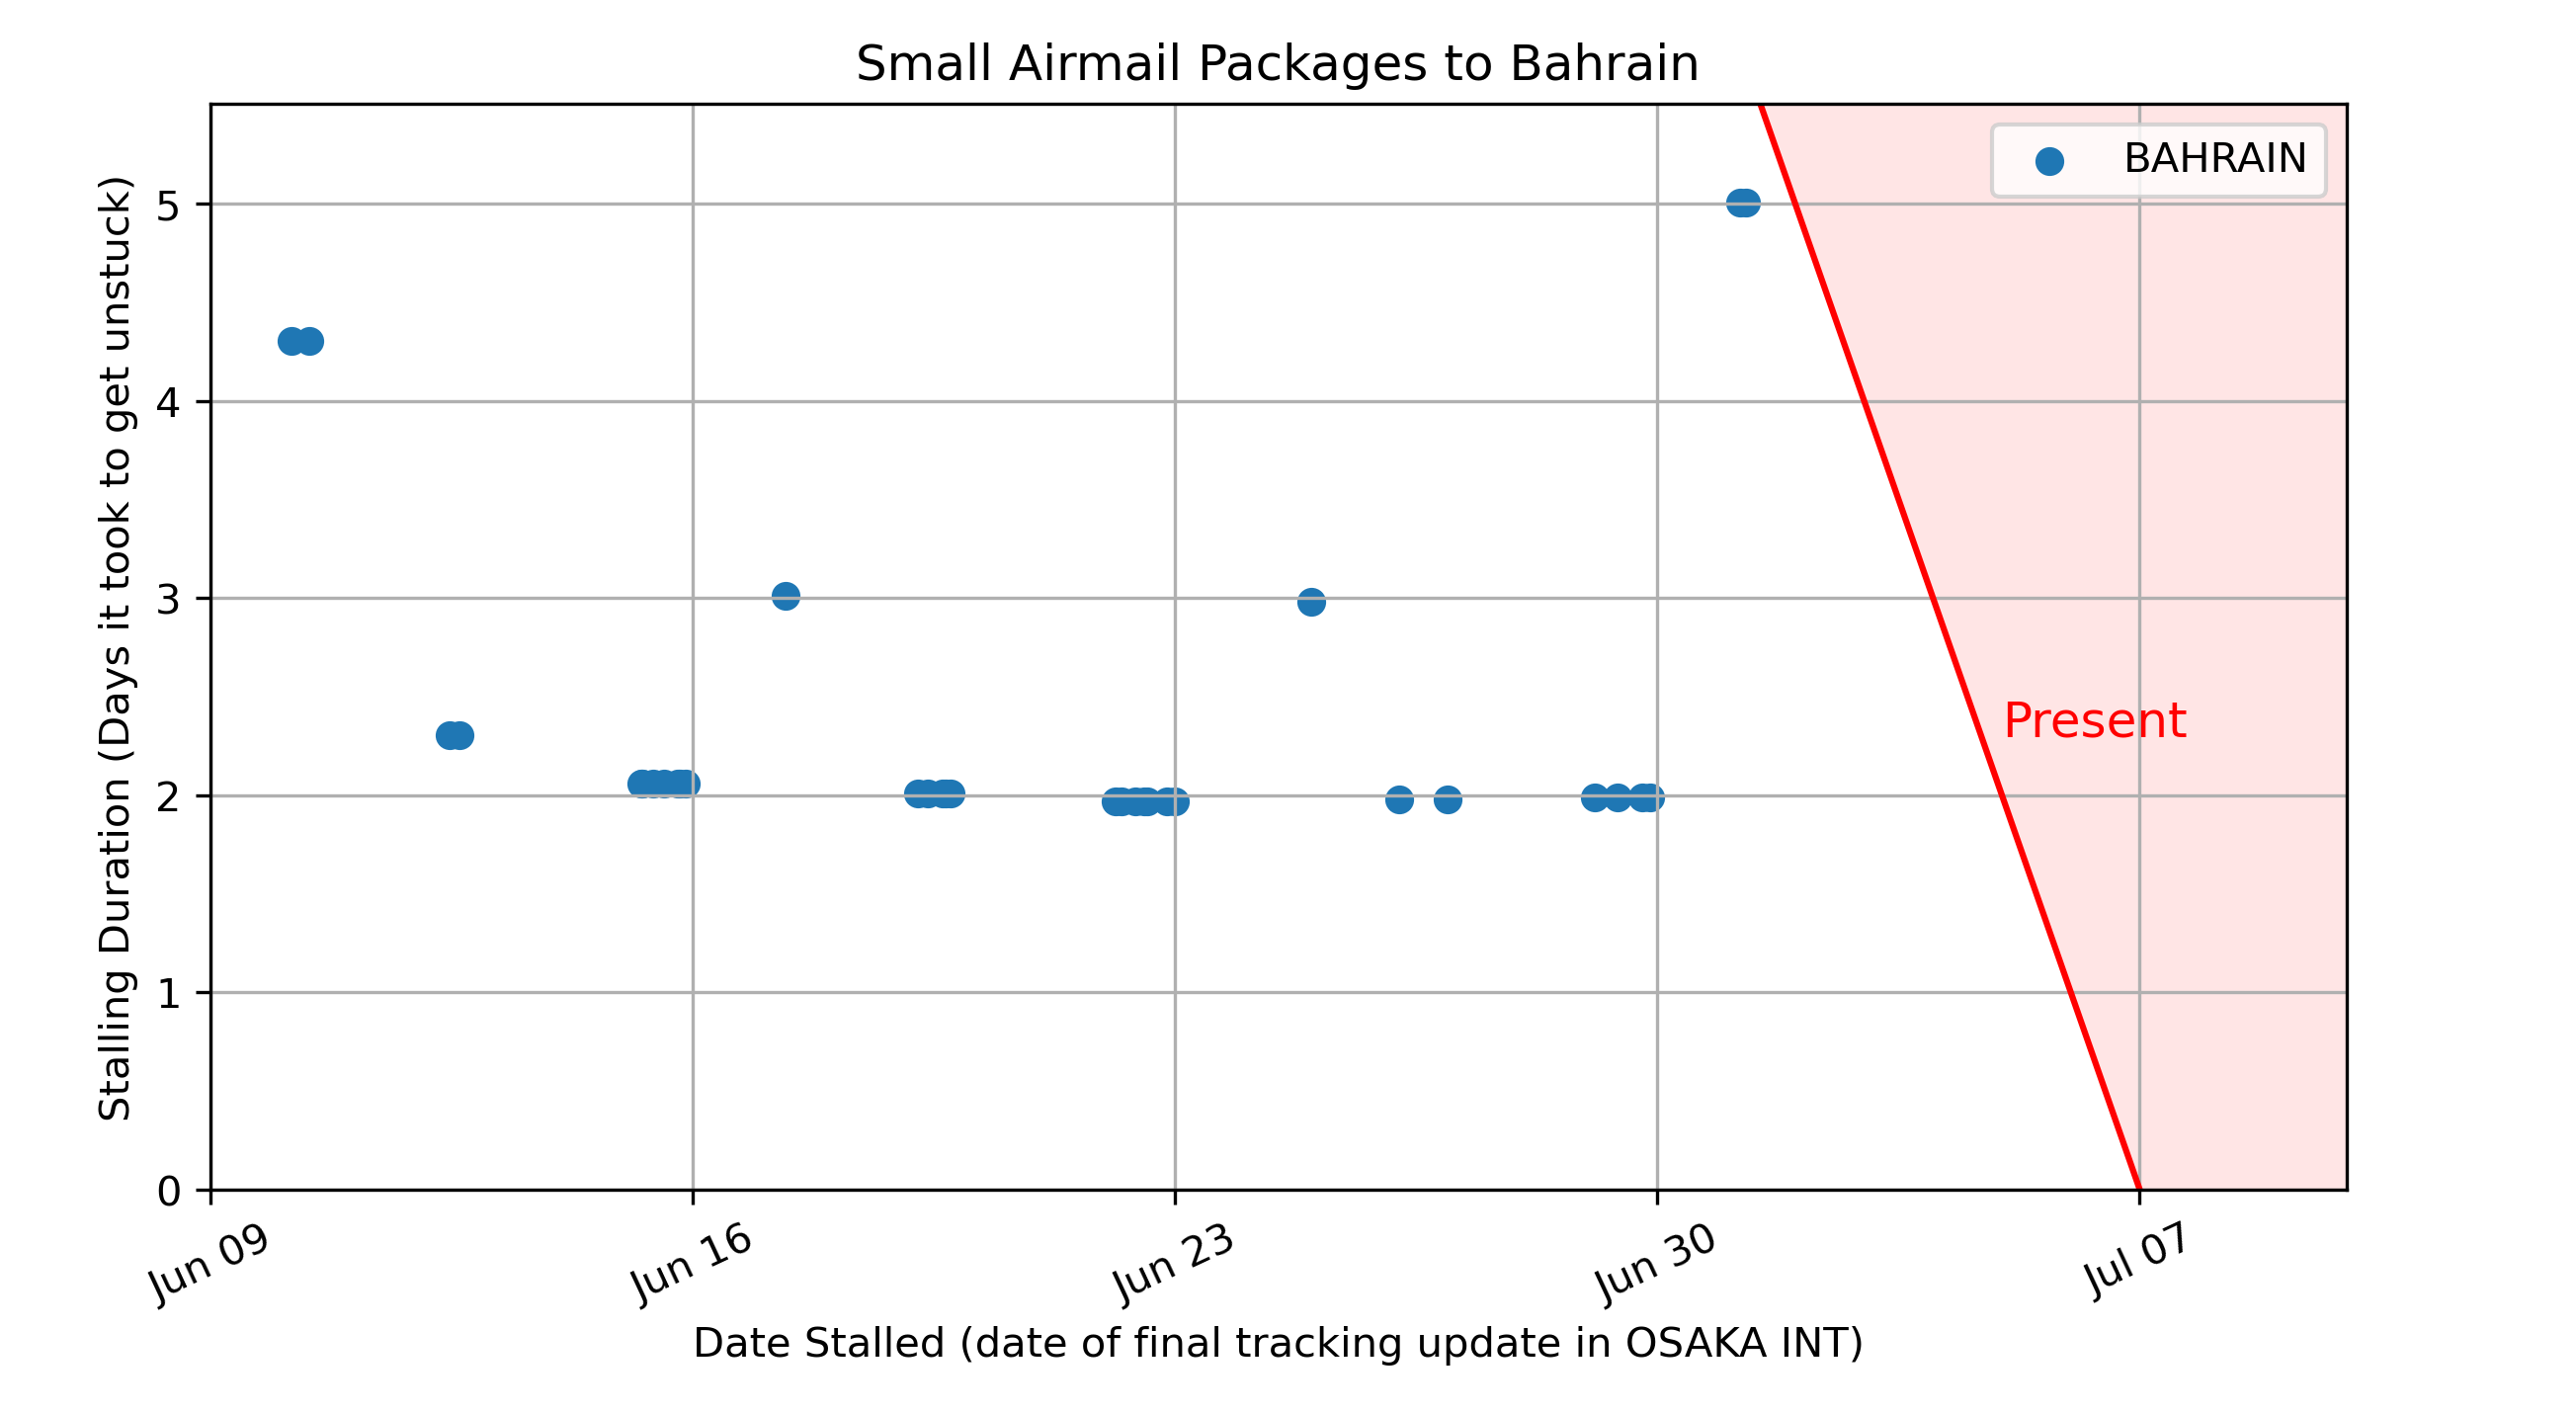 Small Airmail Packages to Bahrain
BAHRAIN
Stalling Duration (Days it took to get unstuck)
5
4
3
2
1
0
Present
Jun 09
Jun 16
Jun 23
Jun 30
Jul 07
Date Stalled (date of final tracking update in OSAKA INT)